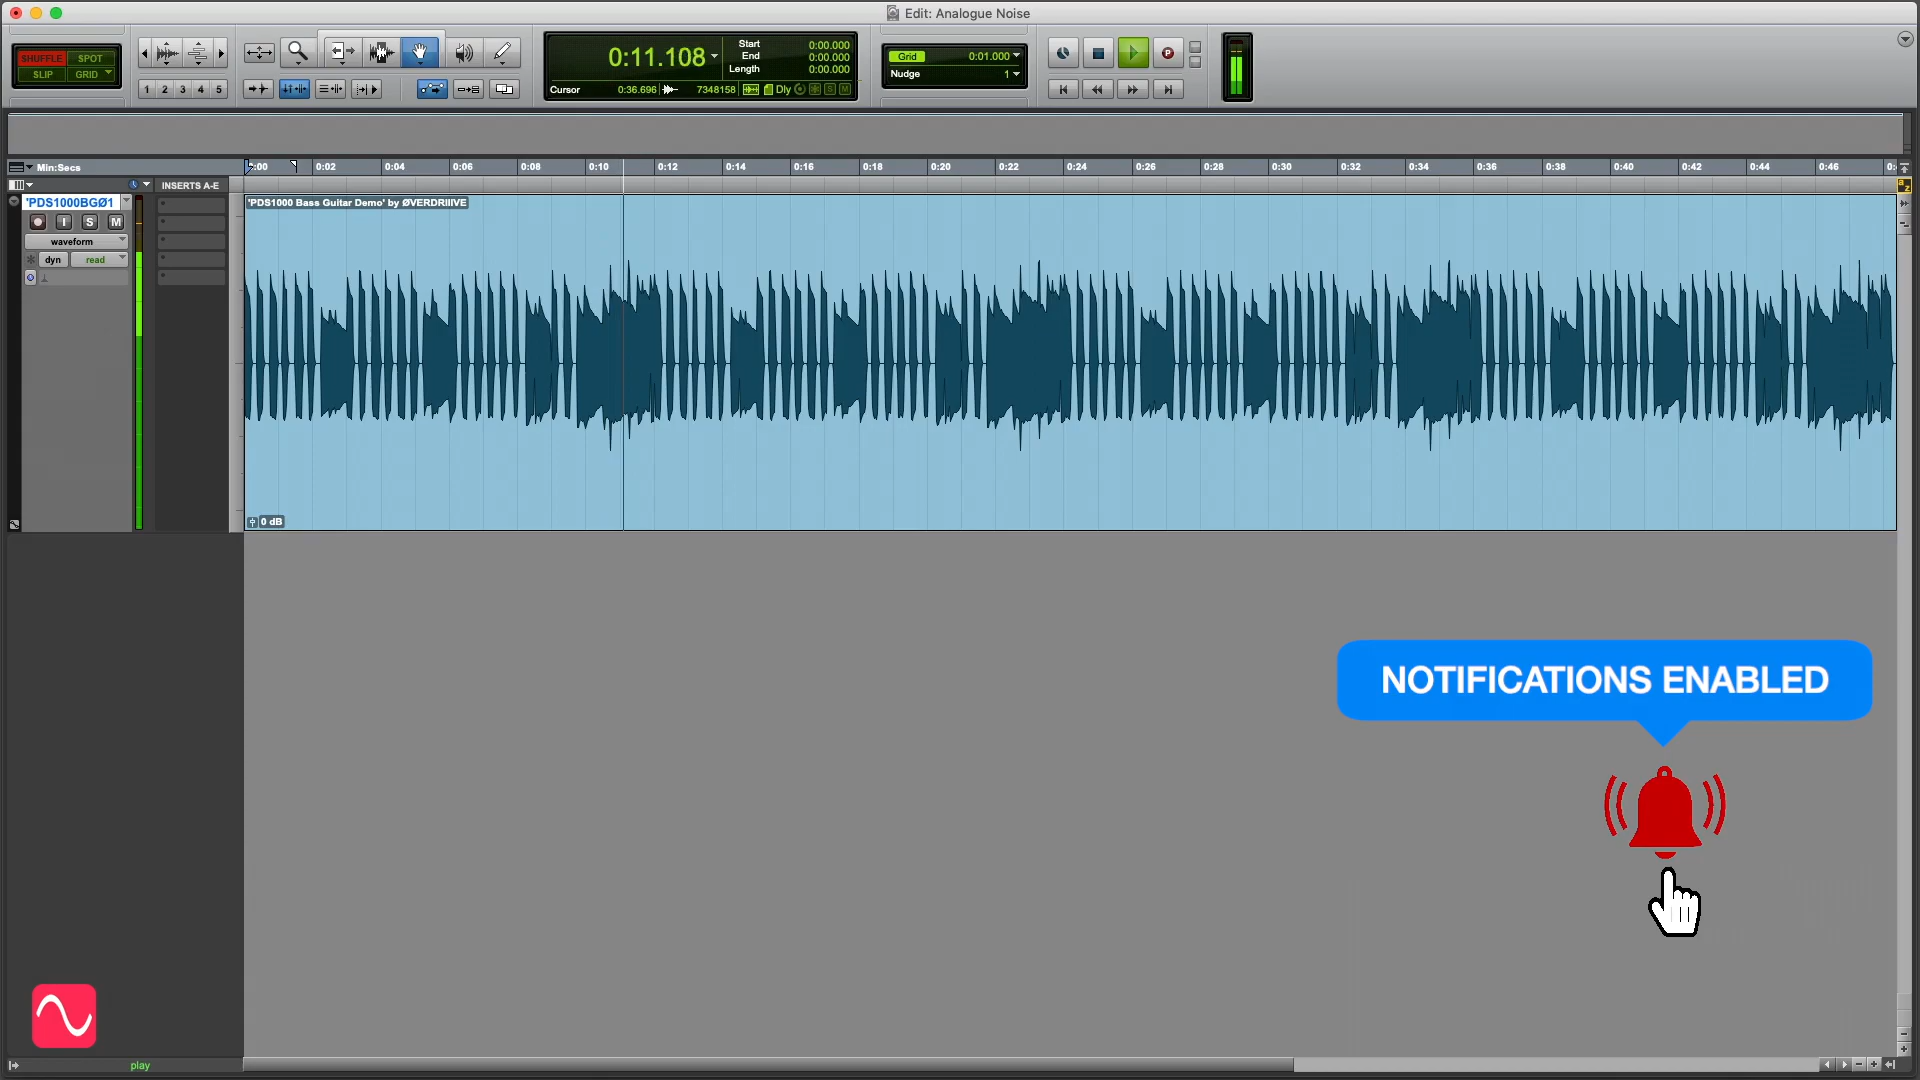 Edit: Analogue Noise
SHUFFLE SPOT
SLIP GRID
1 2 3 4 5
0:11.108
Start 0:00.000
End 0:00.000
Length 0:00.000
Cursor 0:36.696 7348158 Dly S M
Grid 0:01.000
Nudge 1
P
Min:Secs
:00 0:02 0:04 0:06 0:08 0:10 0:12 0:14 0:16 0:18 0:20 0:22 0:24 0:26 0:28 0:30 0:32 0:34 0:36 0:38 0:40 0:42 0:44 0:46 0:
INSERTS A-E
a z
'PDS1000BGØ1
I S M
waveform
dyn read
'PDS1000 Bass Guitar Demo' by ØVERDRIIIVE
0 dB
NOTIFICATIONS ENABLED
play